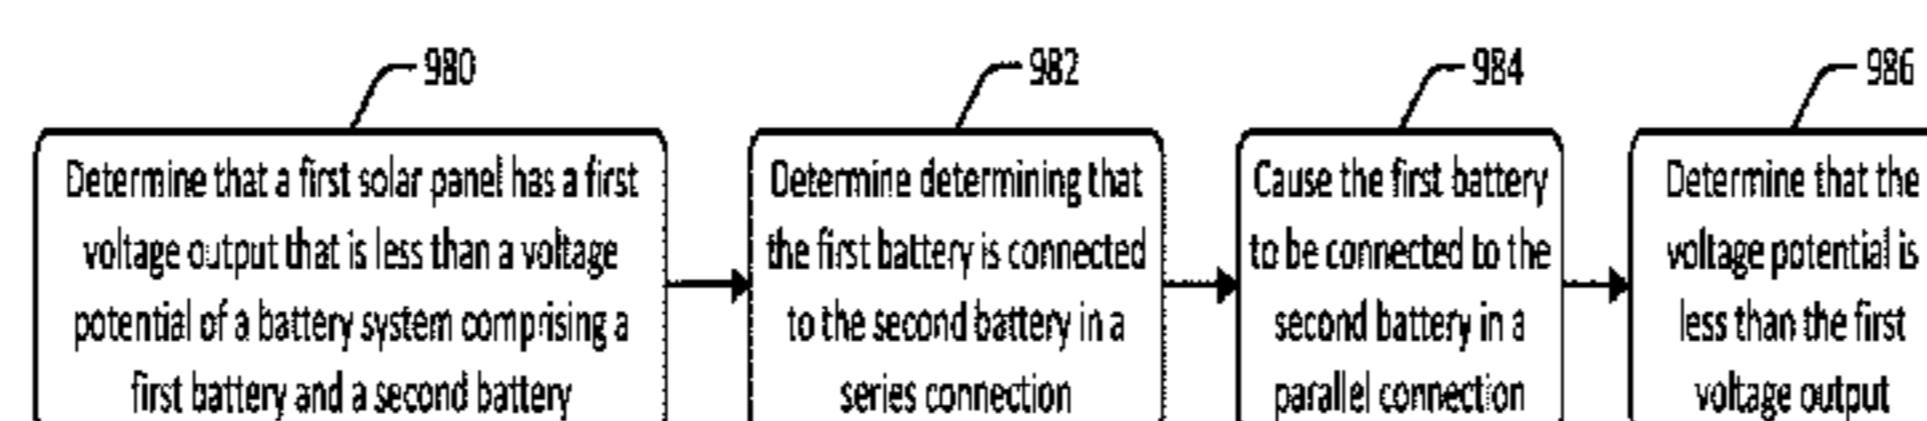 980
Determine that a first solar panel has a first
voltage output that is less than a voltage
potential of a battery system comprising a
first battery and a second battery
982
Determine determining that
the first battery is connected
to the second battery in a
series connection
984
Cause the first battery
to be connected to the
second battery in a
parallel connection
986
Determine that the
voltage potential is
less than the first
voltage output